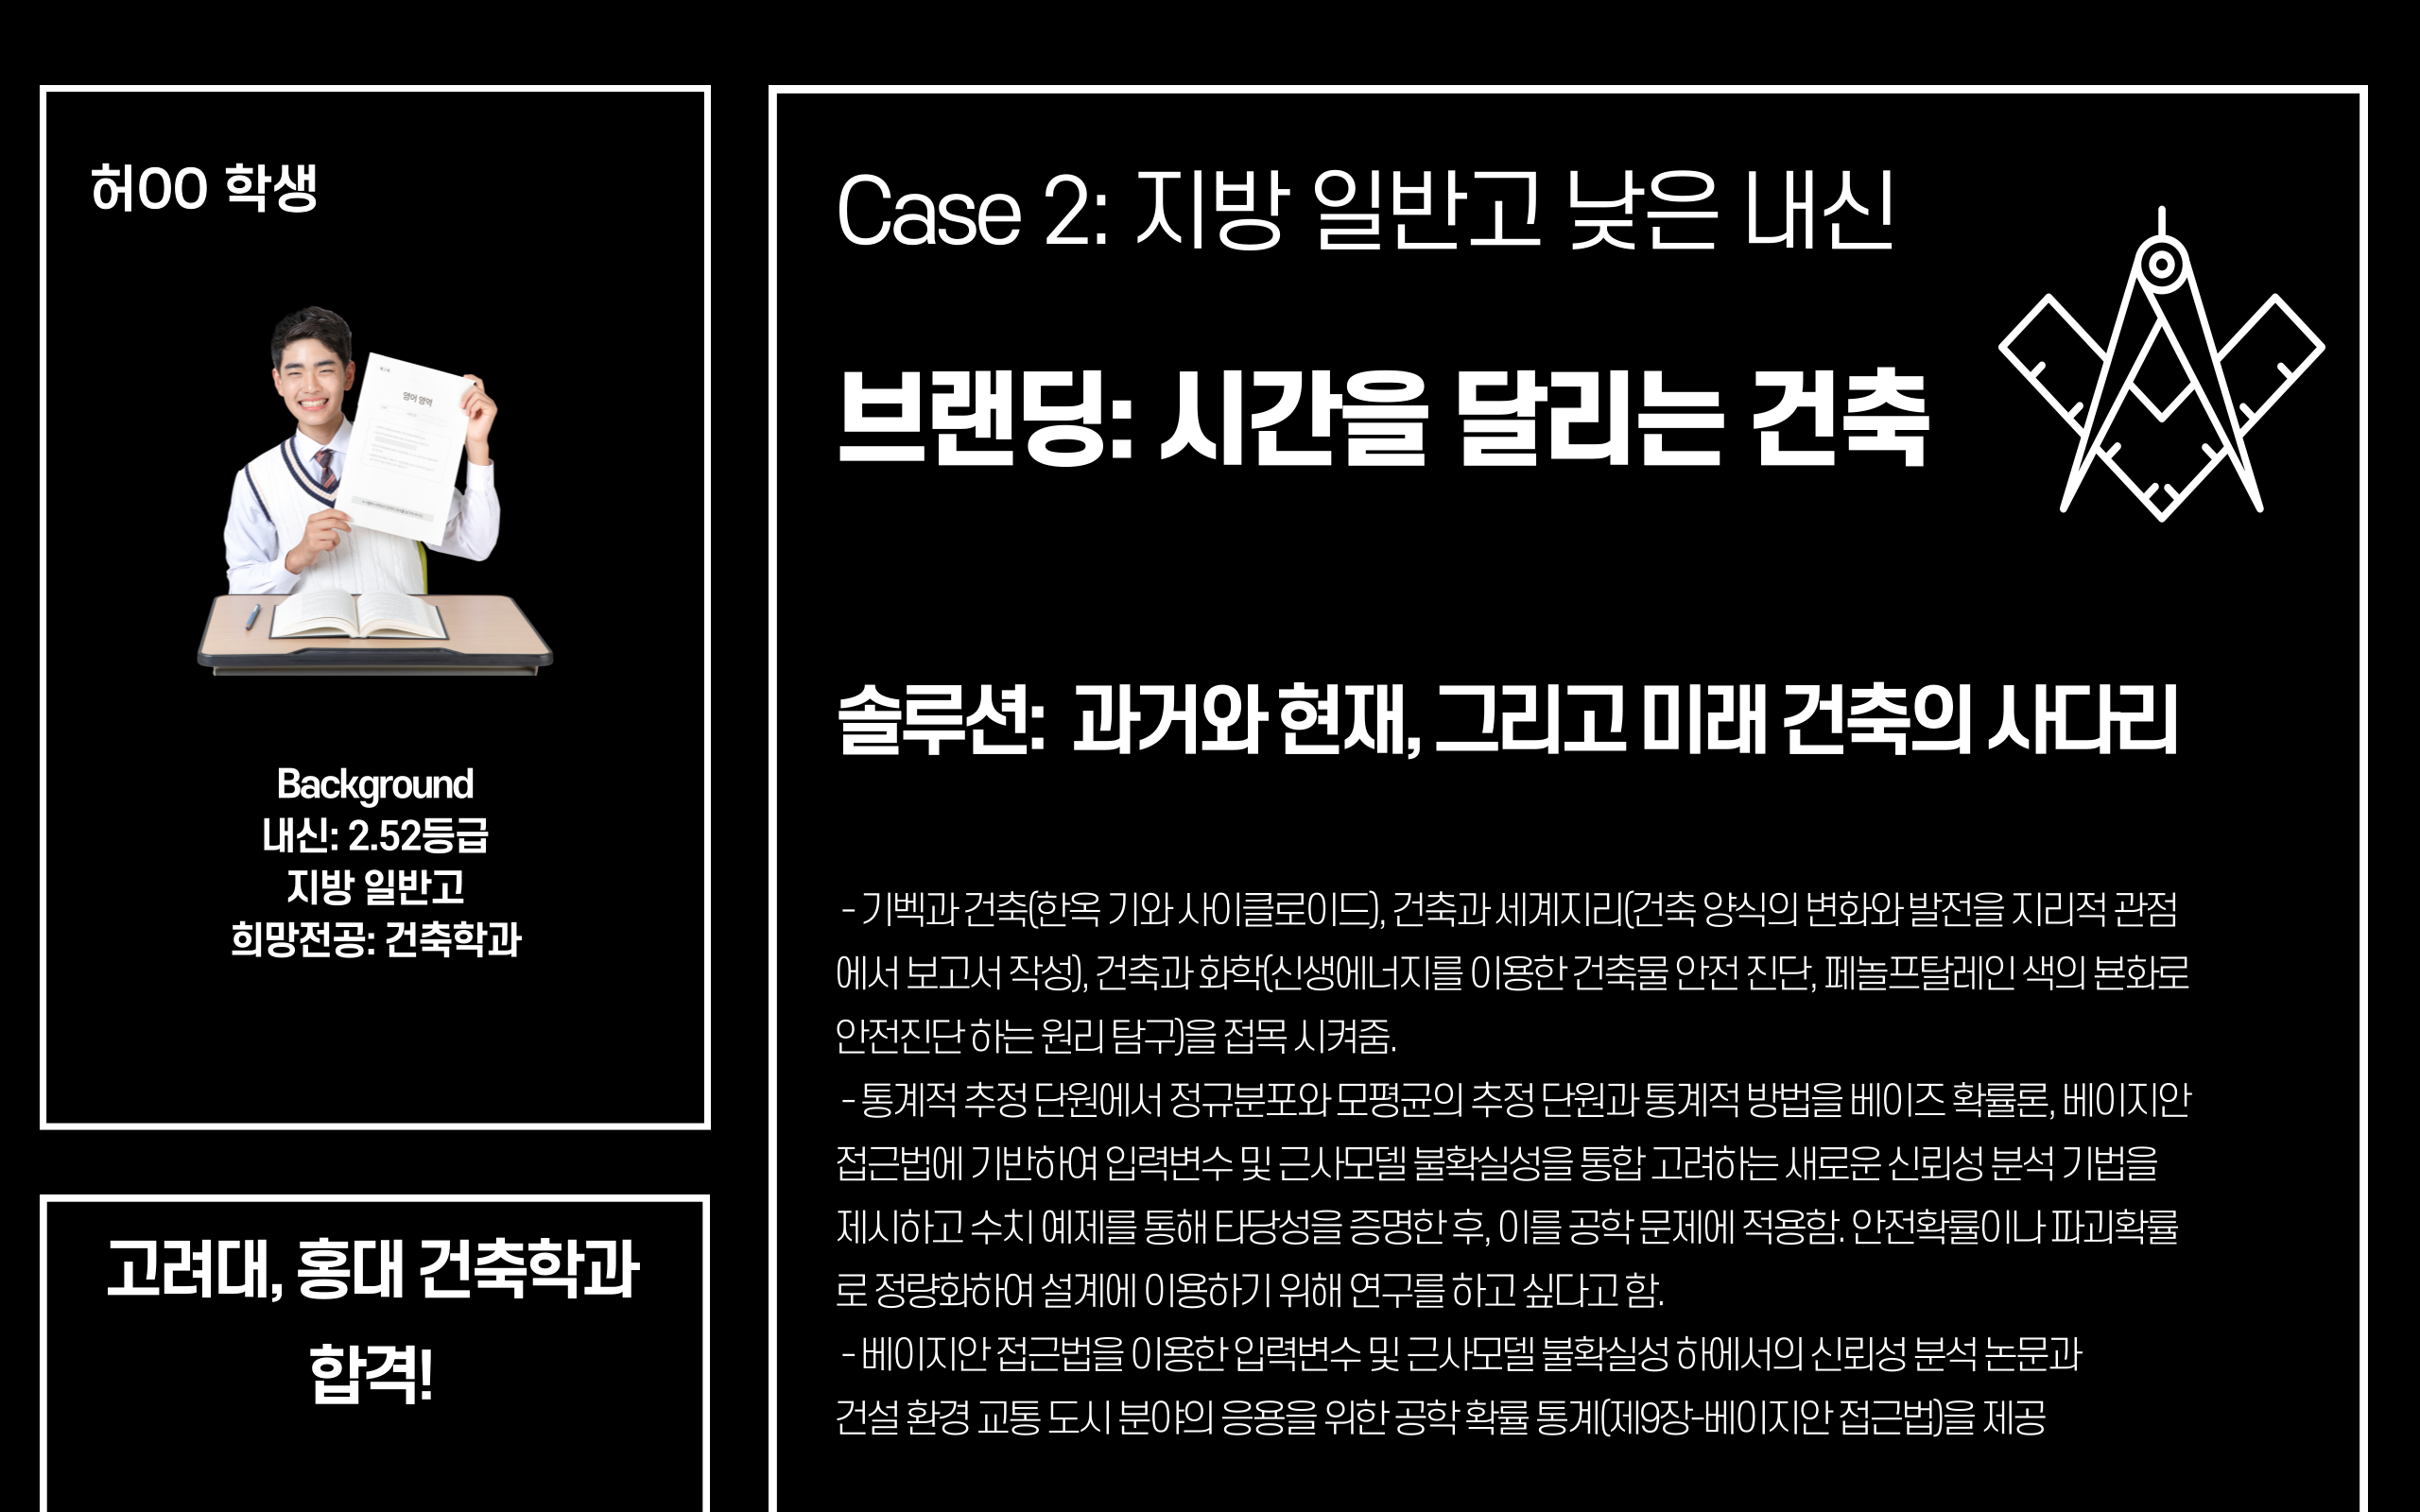 허OO 학생
영어 영역
Background
내신: 2.52등급
지방 일반고
희망전공: 건축학과
고려대, 홍대 건축학과
합격!
Case 2: 지방 일반고 낮은 내신
브랜딩: 시간을 달리는 건축
솔루션: 과거와 현재, 그리고 미래 건축의 사다리
- 기벡과 건축(한옥 기와 사이클로이드), 건축과 세계지리(건축 양식의 변화와 발전을 지리적 관점
에서 보고서 작성), 건축과 화학(신생에너지를 이용한 건축물 안전 진단, 페놀프탈레인 색의 뵨화로
안전진단 하는 원리 탐구)을 접목 시켜줌.
- 통계적 추정 단원에서 정규분포와 모평균의 추정 단원과 통계적 방법을 베이즈 확률론, 베이지안
접근법에 기반하여 입력변수 및 근사모델 불확실성을 통합 고려하는 새로운 신뢰성 분석 기법을
제시하고 수치 예제를 통해 타당성을 증명한 후, 이를 공학 문제에 적용함. 안전확률이나 파괴확률
로 정량화하여 설계에 이용하기 위해 연구를 하고 싶다고 함.
- 베이지안 접근법을 이용한 입력변수 및 근사모델 불확실성 하에서의 신뢰성 분석 논문과
건설 환경 교통 도시 분야의 응용을 위한 공학 확률 통계(제9장-베이지안 접근법)을 제공